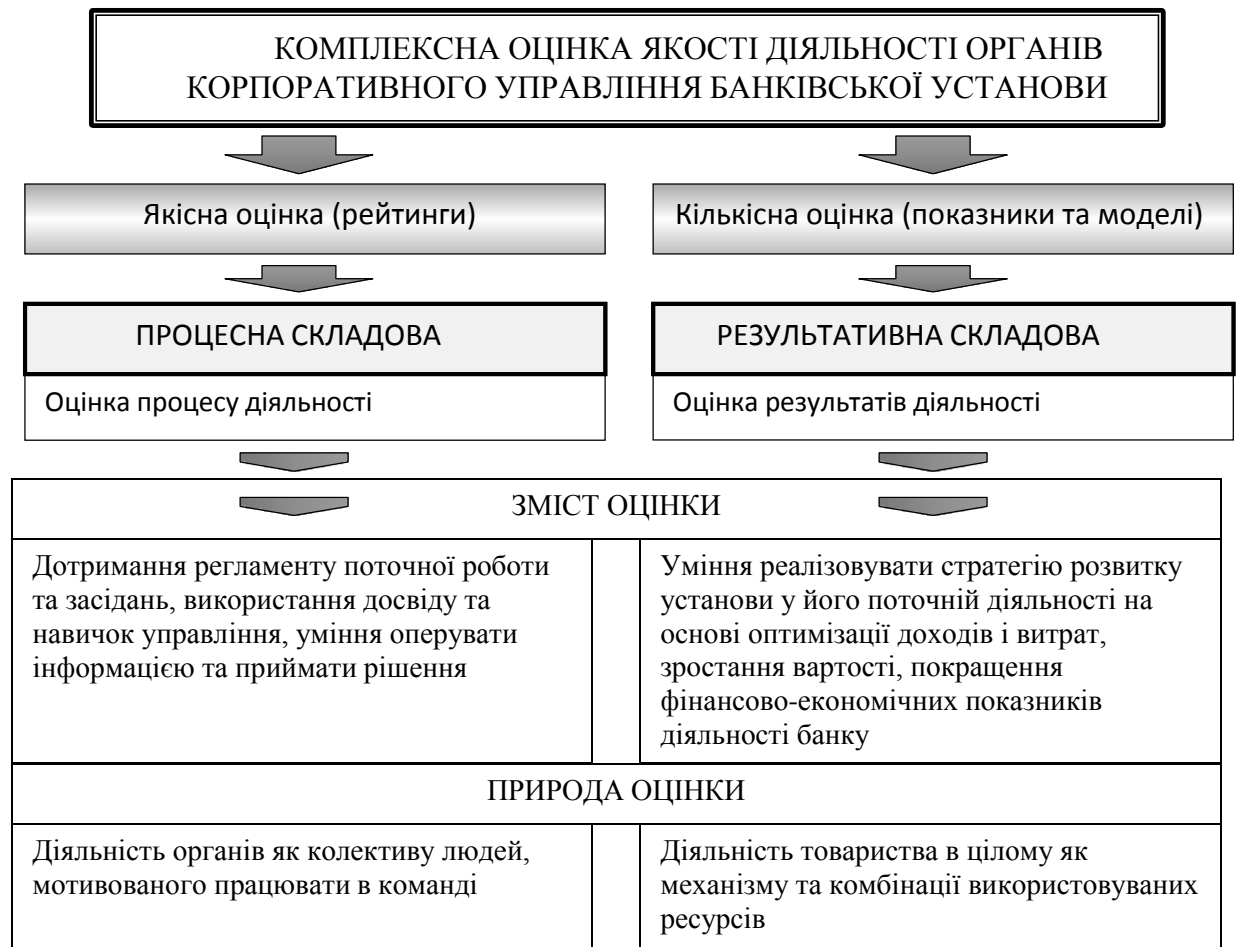 КОМПЛЕКСНА ОЦІНКА ЯКОСТІ ДІЯЛЬНОСТІ ОРГАНІВ
КОРПОРАТИВНОГО УПРАВЛІННЯ БАНКІВСЬКОЇ УСТАНОВИ
Якісна оцінка (рейтинги)
Кількісна оцінка (показники та моделі)
ПРОЦЕСНА СКЛАДОВА
РЕЗУЛЬТАТИВНА СКЛАДОВА
Оцінка процесу діяльності
Оцінка результатів діяльності
ЗМІСТ ОЦІНКИ
Дотримання регламенту поточної роботи
та засідань, використання досвіду та
навичок управління, уміння оперувати
інформацією та приймати рішення
Уміння реалізовувати стратегію розвитку
установи у його поточній діяльності на
основі оптимізації доходів і витрат,
зростання вартості, покращення
фінансово-економічних показників
діяльності банку
ПРИРОДА ОЦІНКИ
Діяльність органів як колективу людей,
мотивованого працювати в команді
Діяльність товариства в цілому як
механізму та комбінації використовуваних
ресурсів